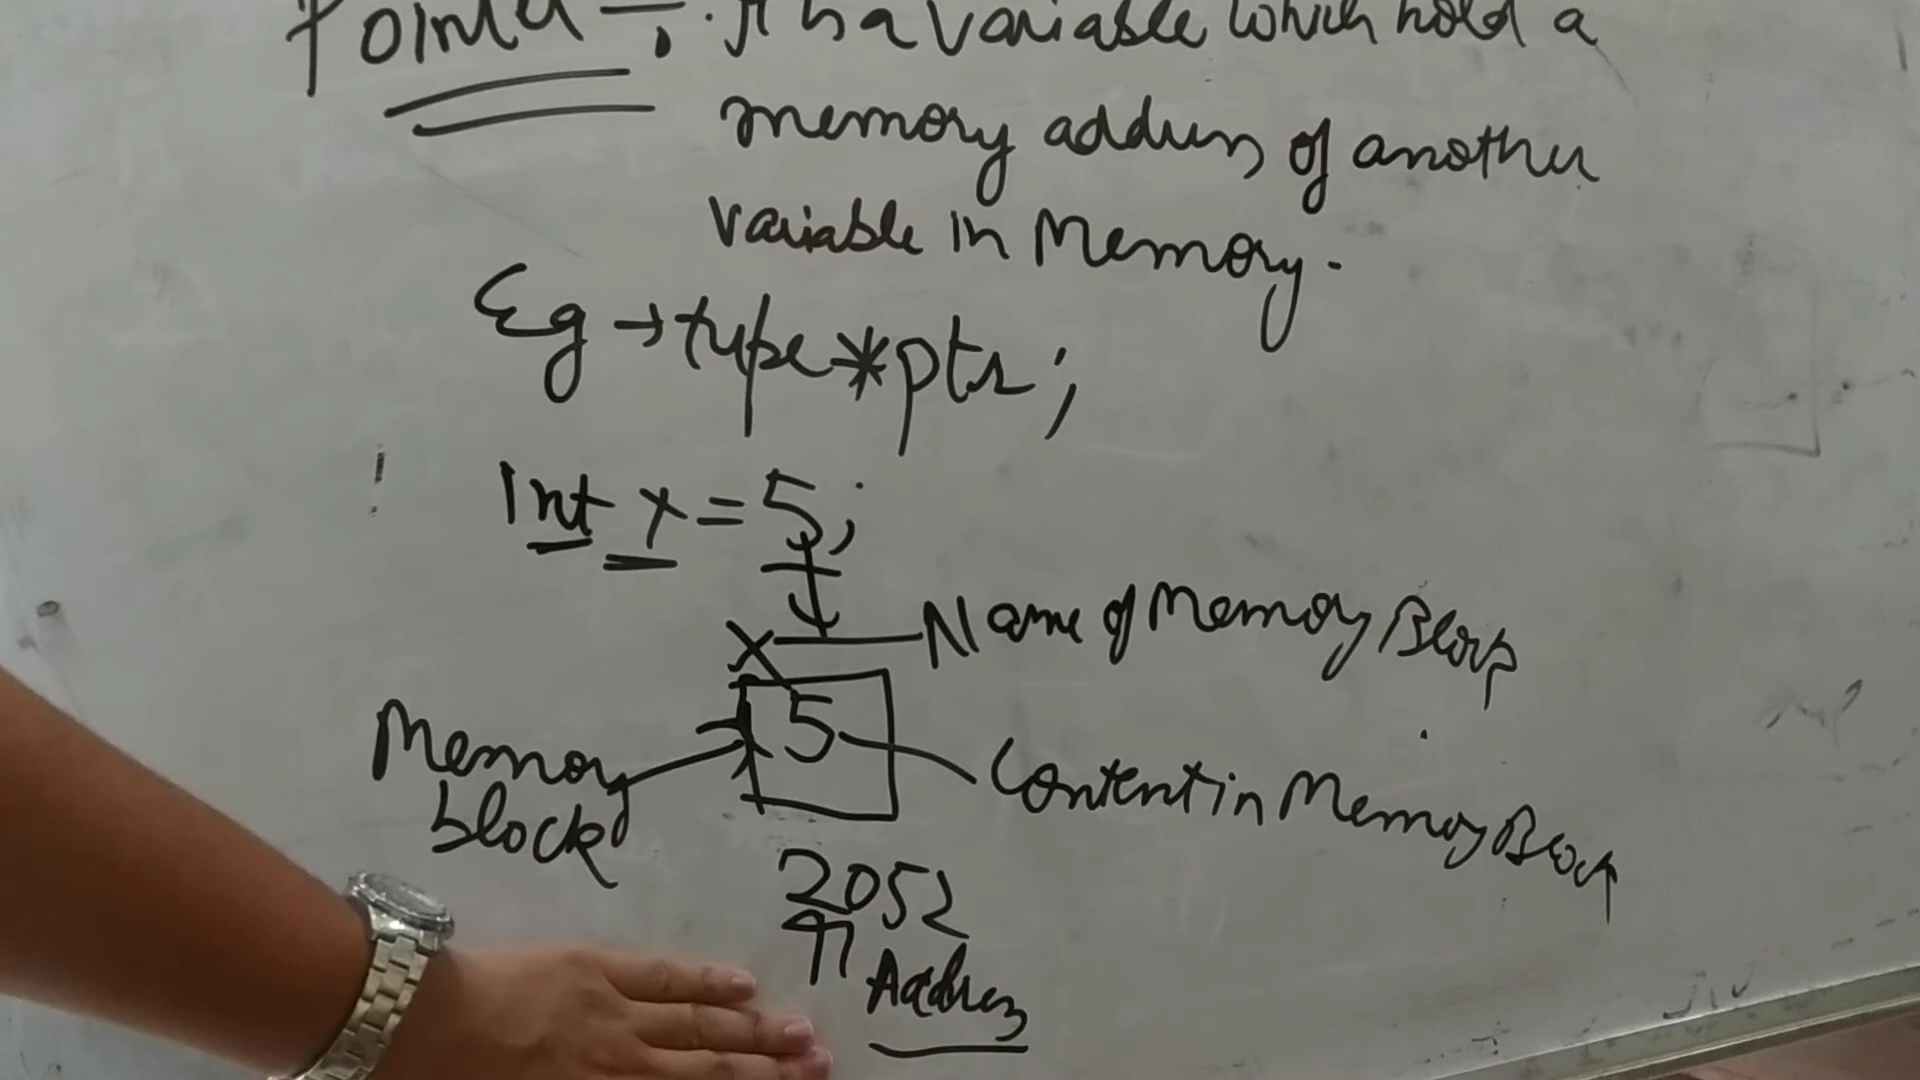 Pointer - : It is a variable which hold a
memory address of another
variable in Memory.
Eg → type *ptr;
Int x = 5;
x Name of Memory Block
5
Memory block
Content in Memory Block
2052
Address